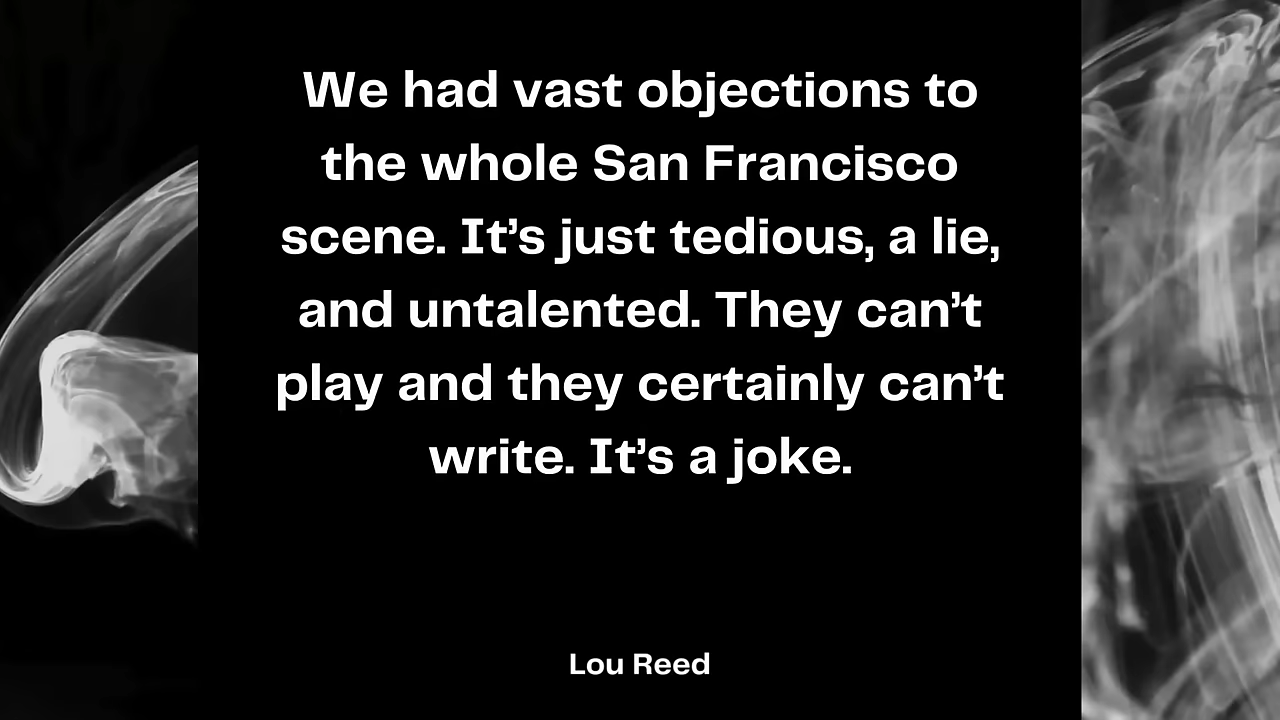 We had vast objections to
the whole San Francisco
scene. It’s just tedious, a lie,
and untalented. They can’t
play and they certainly can’t
write. It’s a joke.
Lou Reed